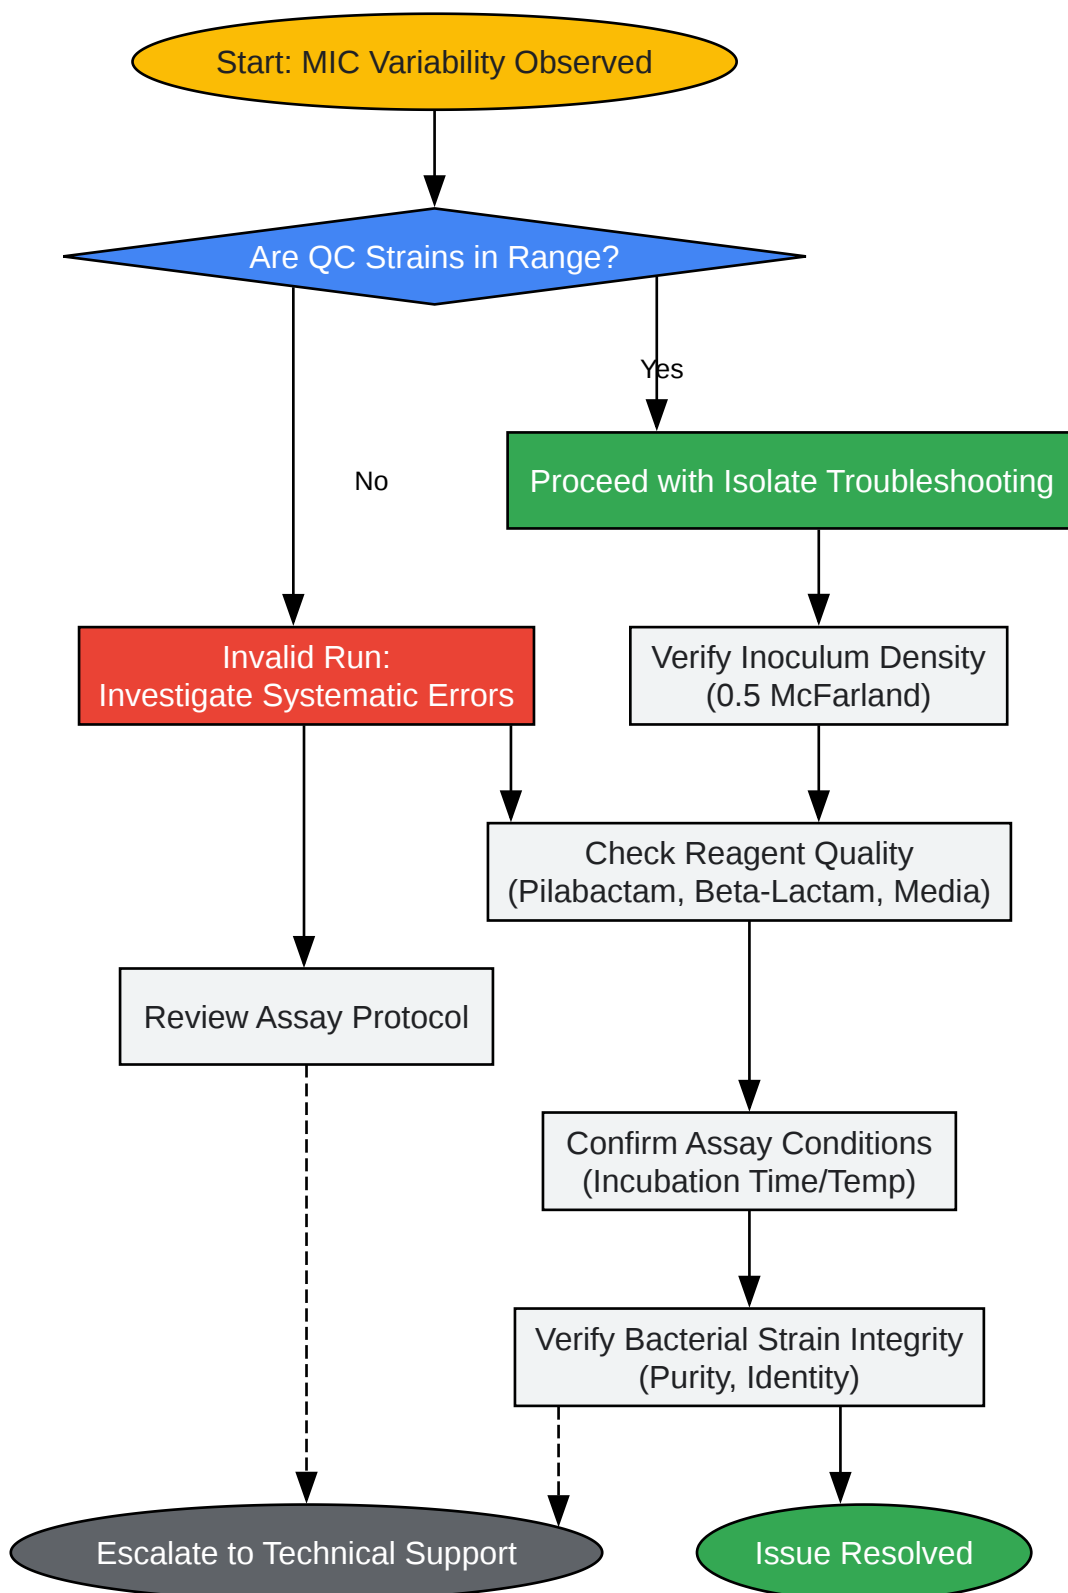 Start: MIC Variability Observed
Are QC Strains in Range?
Yes
No
Proceed with Isolate Troubleshooting
Invalid Run:
Investigate Systematic Errors
Verify Inoculum Density
(0.5 McFarland)
Check Reagent Quality
(Pilabactam, Beta-Lactam, Media)
Review Assay Protocol
Confirm Assay Conditions
(Incubation Time/Temp)
Verify Bacterial Strain Integrity
(Purity, Identity)
Escalate to Technical Support
Issue Resolved